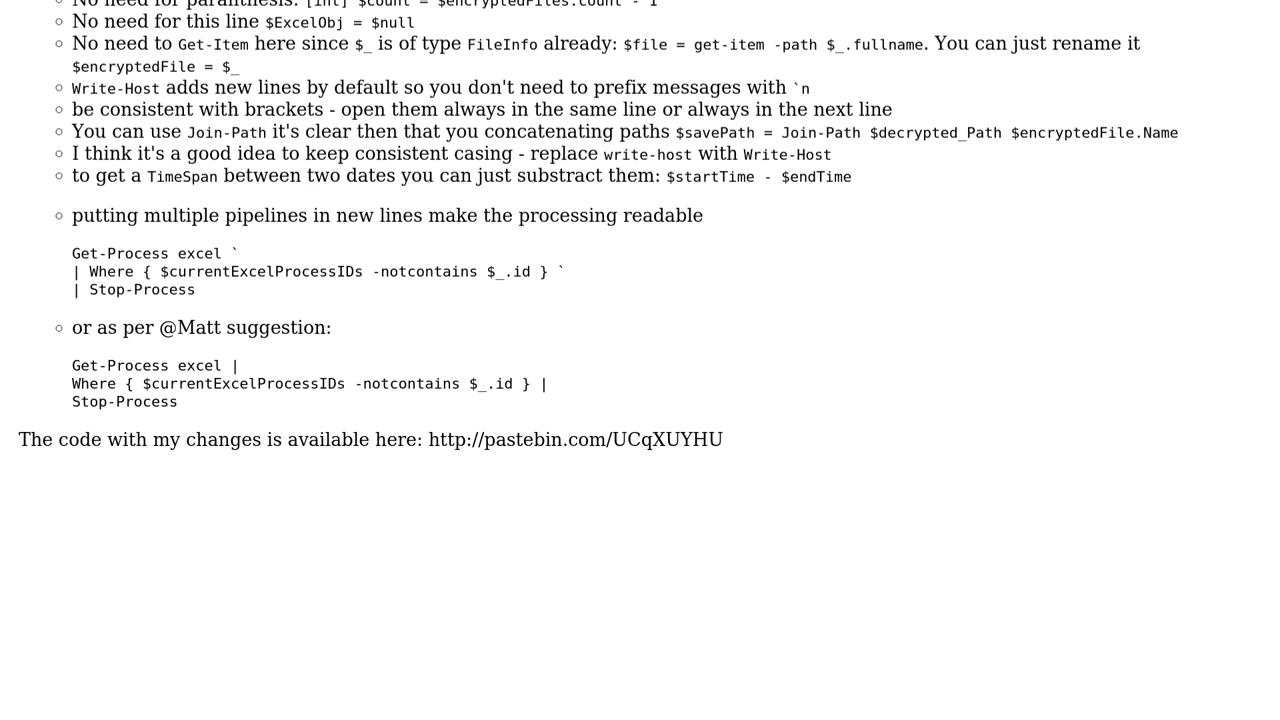 No need for paranthesis: [int] $count = $encryptedFiles.count - 1
No need for this line $ExcelObj = $null
No need to Get-Item here since $_ is of type FileInfo already: $file = get-item -path $_.fullname. You can just rename it
$encryptedFile = $_
Write-Host adds new lines by default so you don't need to prefix messages with `n
be consistent with brackets - open them always in the same line or always in the next line
You can use Join-Path it's clear then that you concatenating paths $savePath = Join-Path $decrypted_Path $encryptedFile.Name
I think it's a good idea to keep consistent casing - replace write-host with Write-Host
to get a TimeSpan between two dates you can just substract them: $startTime - $endTime
putting multiple pipelines in new lines make the processing readable
Get-Process excel `
| Where { $currentExcelProcessIDs -notcontains $_.id } `
| Stop-Process
or as per @Matt suggestion:
Get-Process excel |
Where { $currentExcelProcessIDs -notcontains $_.id } |
Stop-Process
The code with my changes is available here: http://pastebin.com/UCqXUYHU